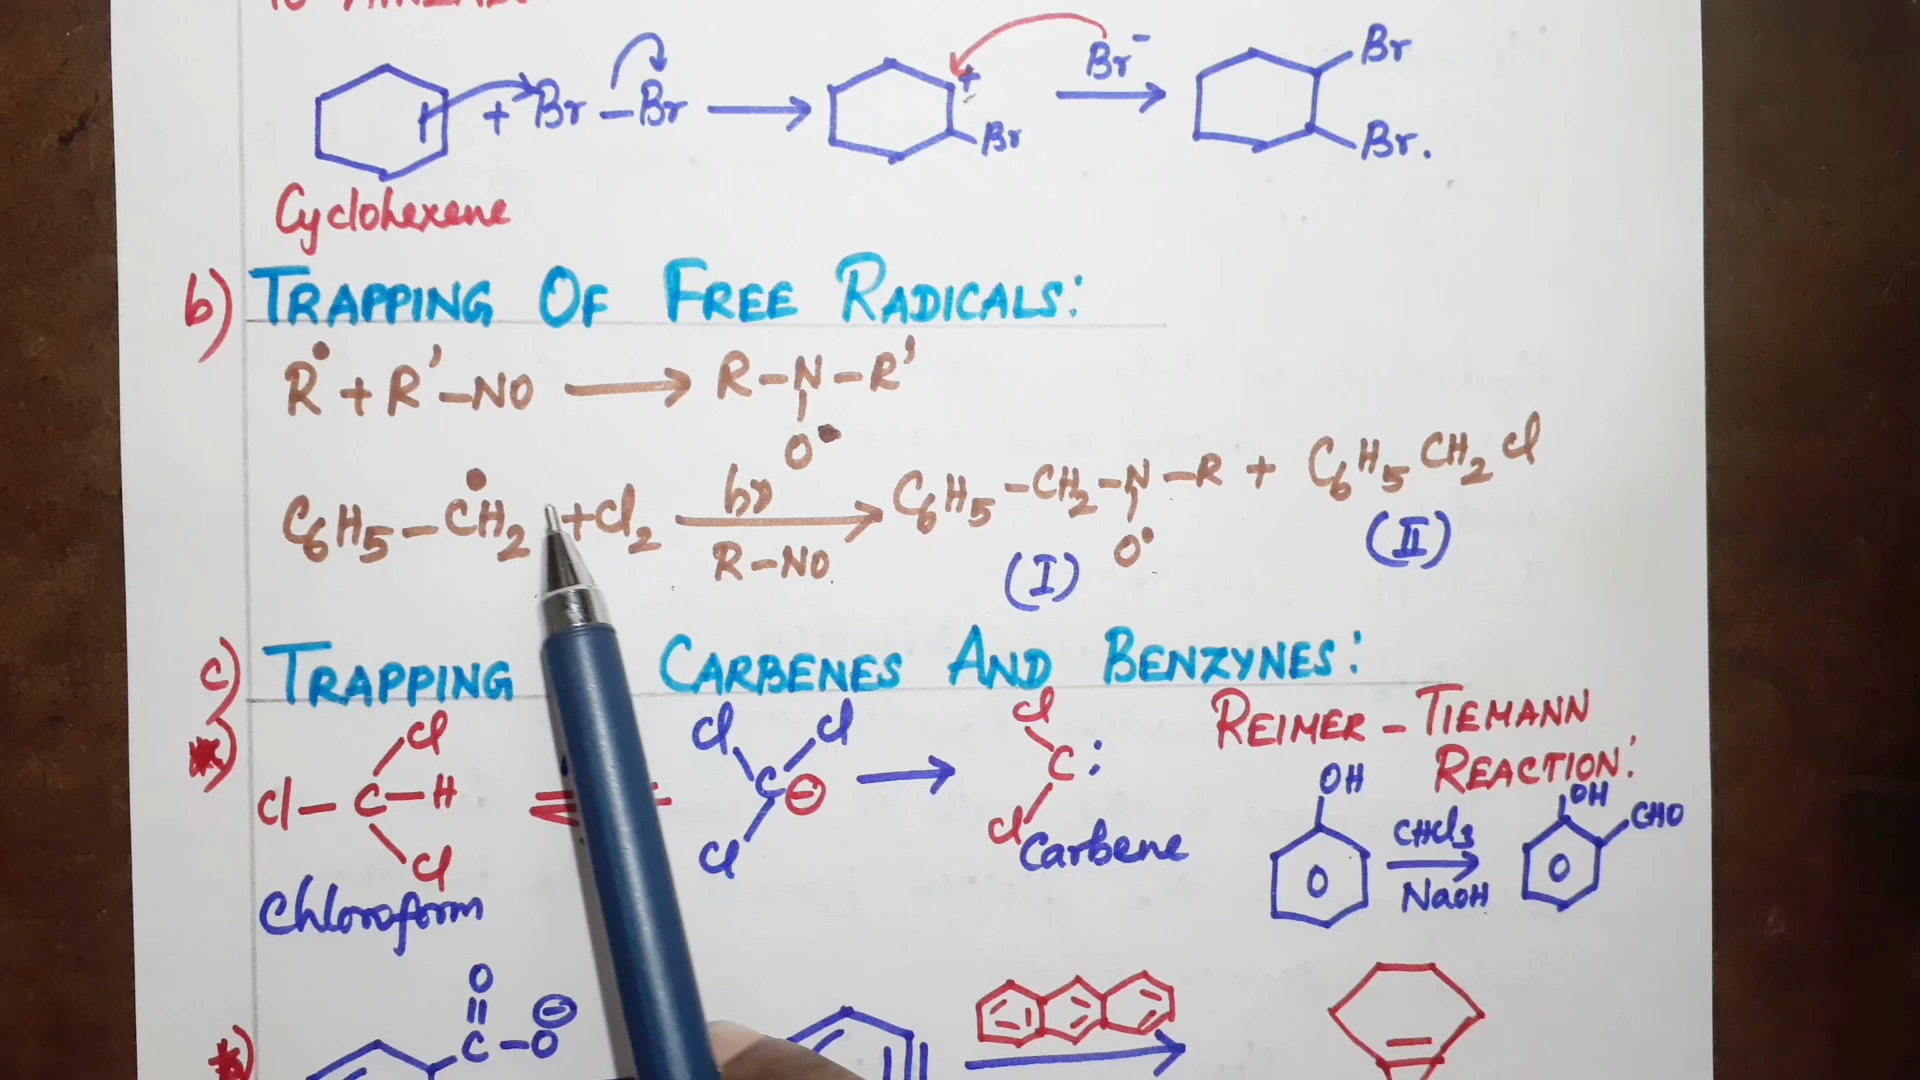 + Br – Br ⟶ + Br Br⁻ ⟶ Br Br.
Cyclohexene
b) TRAPPING OF FREE RADICALS:
R• + R'–NO ⟶ R–N–R'
O•
C6H5–ĊH2 + Cl2 hν ⟶ R–NO C6H5–CH2–N–R + C6H5CH2Cl
O•
(I) (II)
c) TRAPPING CARBENES AND BENZYNES:
REIMER–TIEMANN
REACTION:
Cl Cl–C–H Cl
Cl Cl C⊖ Cl ⟶ Cl C: Cl
OH CHCl3 ⟶ NaOH OH CHO
Chloroform Carbene
O
C–O⊖